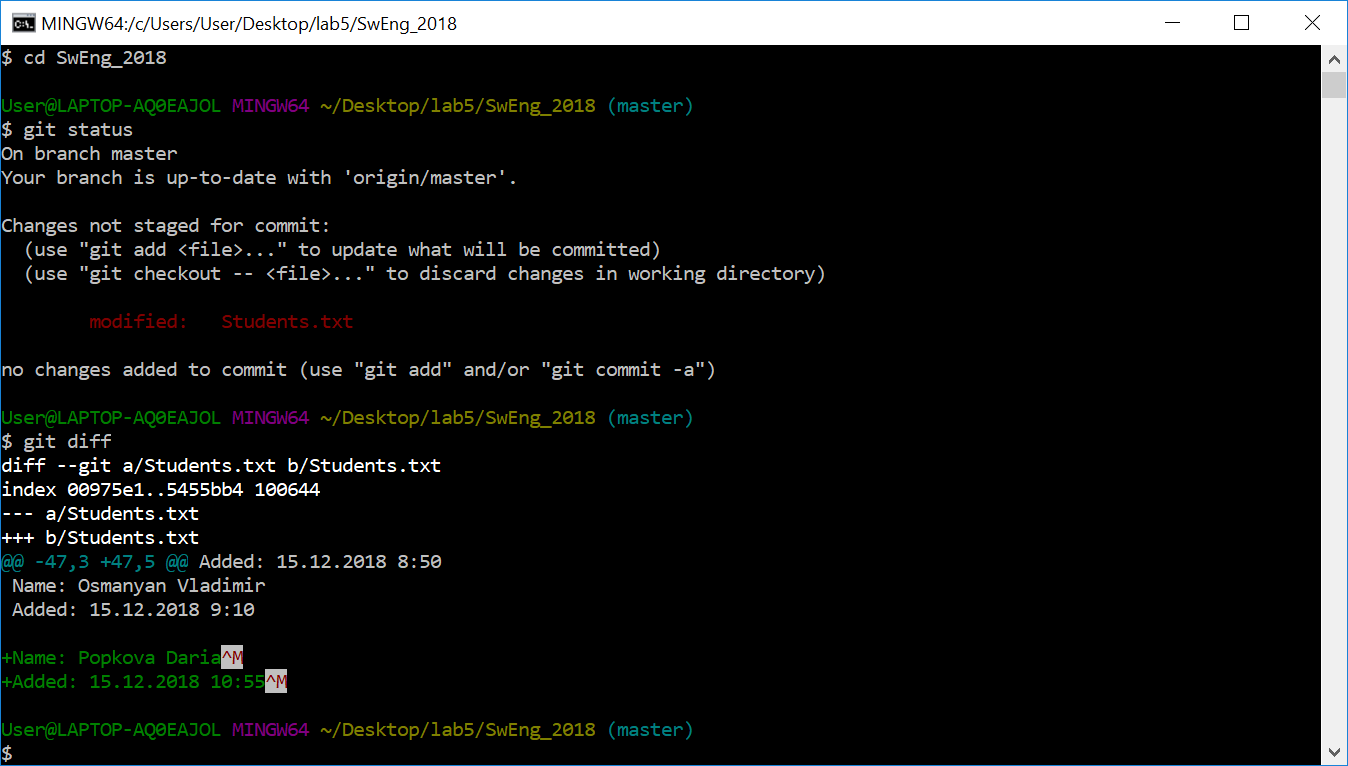 MINGW64:/c/Users/User/Desktop/lab5/SwEng_2018
$ cd SwEng_2018
User@LAPTOP-AQ0EAJOL MINGW64 ~/Desktop/lab5/SwEng_2018 (master)
$ git status
On branch master
Your branch is up-to-date with 'origin/master'.
Changes not staged for commit:
  (use "git add <file>..." to update what will be committed)
  (use "git checkout -- <file>..." to discard changes in working directory)
        modified:   Students.txt
no changes added to commit (use "git add" and/or "git commit -a")
User@LAPTOP-AQ0EAJOL MINGW64 ~/Desktop/lab5/SwEng_2018 (master)
$ git diff
diff --git a/Students.txt b/Students.txt
index 00975e1..5455bb4 100644
--- a/Students.txt
+++ b/Students.txt
@@ -47,3 +47,5 @@ Added: 15.12.2018 8:50
 Name: Osmanyan Vladimir
 Added: 15.12.2018 9:10
+Name: Popkova Daria^M
+Added: 15.12.2018 10:55^M
User@LAPTOP-AQ0EAJOL MINGW64 ~/Desktop/lab5/SwEng_2018 (master)
$